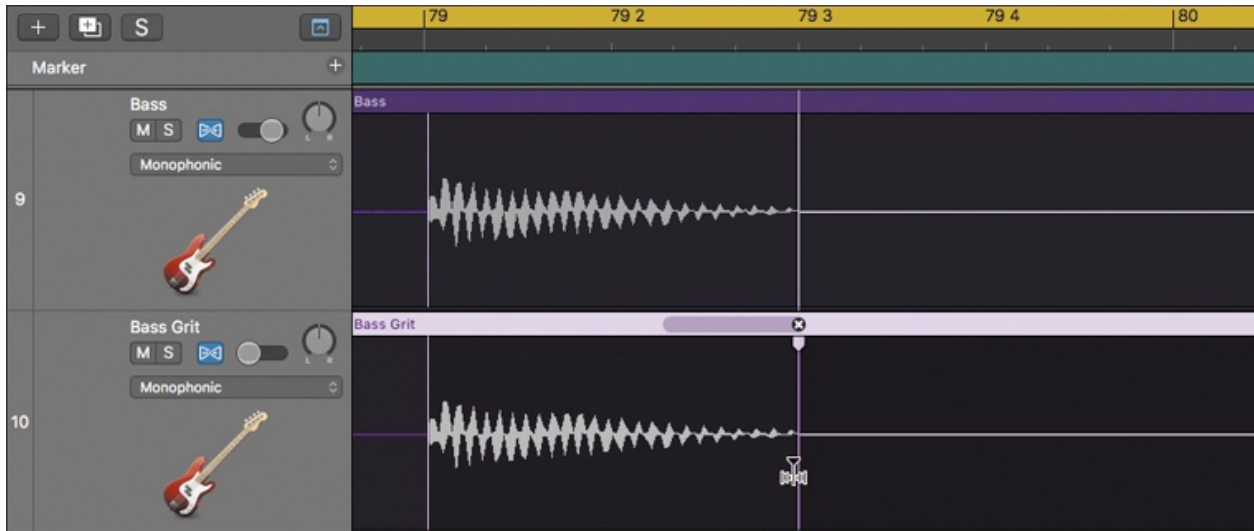 + S
79 79 2 79 3 79 4 80
Marker +
Bass
M S
L R
Monophonic
9
Bass
Bass Grit
M S
L R
Monophonic
10
Bass Grit